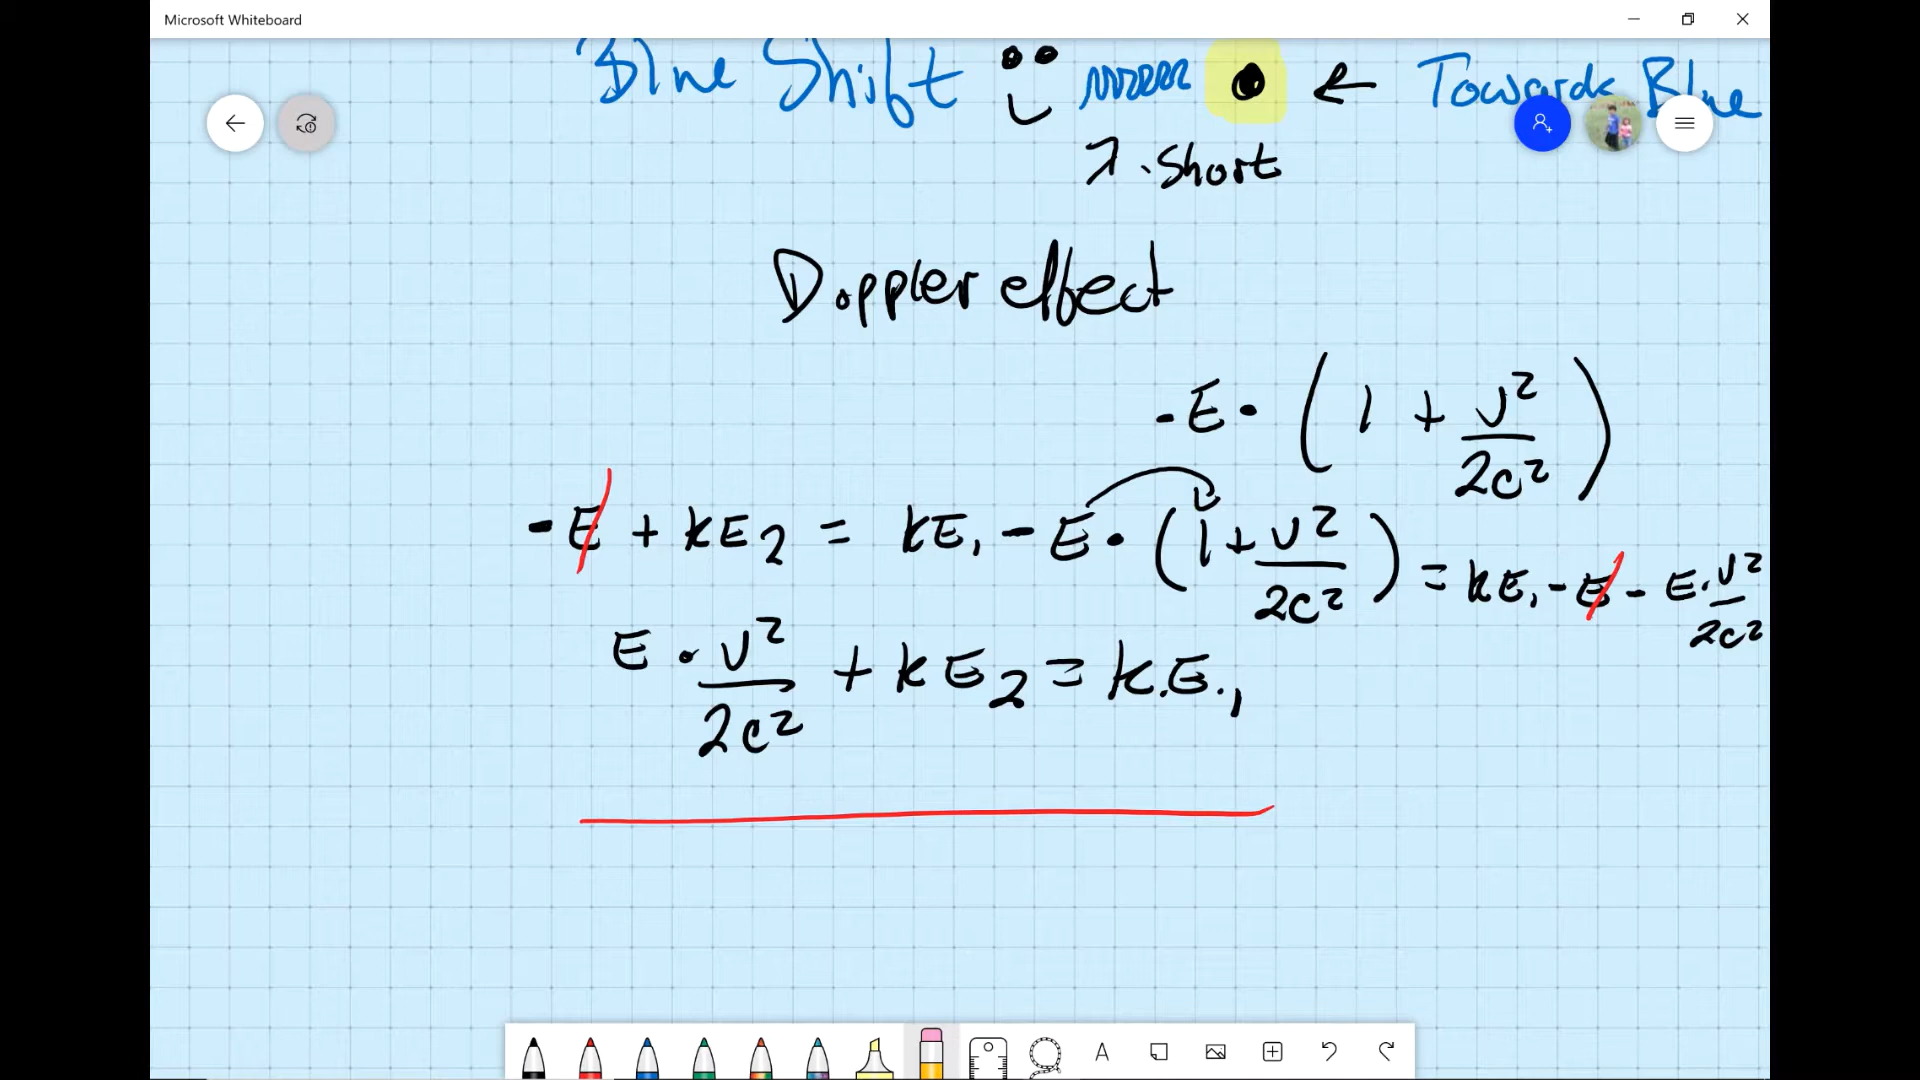 Microsoft Whiteboard
Blue Shift ← Towards Blue
λ . Short
Doppler effect
- E · ( 1 + v² / 2c² )
- E + KE₂ = KE₁ - E · ( 1 + v² / 2c² ) = KE₁ - E - E · v² / 2c²
E · v² / 2c² + KE₂ = K.E.₁
A